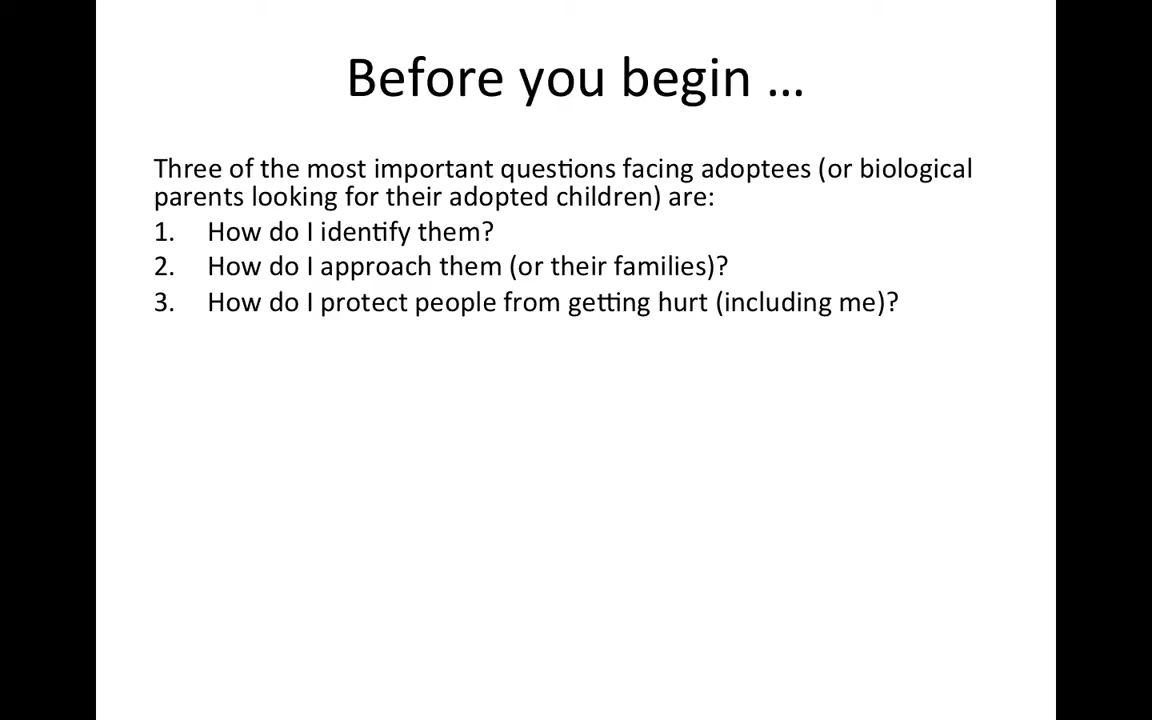 Before you begin ...
Three of the most important questions facing adoptees (or biological
parents looking for their adopted children) are:
1. How do I identify them?
2. How do I approach them (or their families)?
3. How do I protect people from getting hurt (including me)?